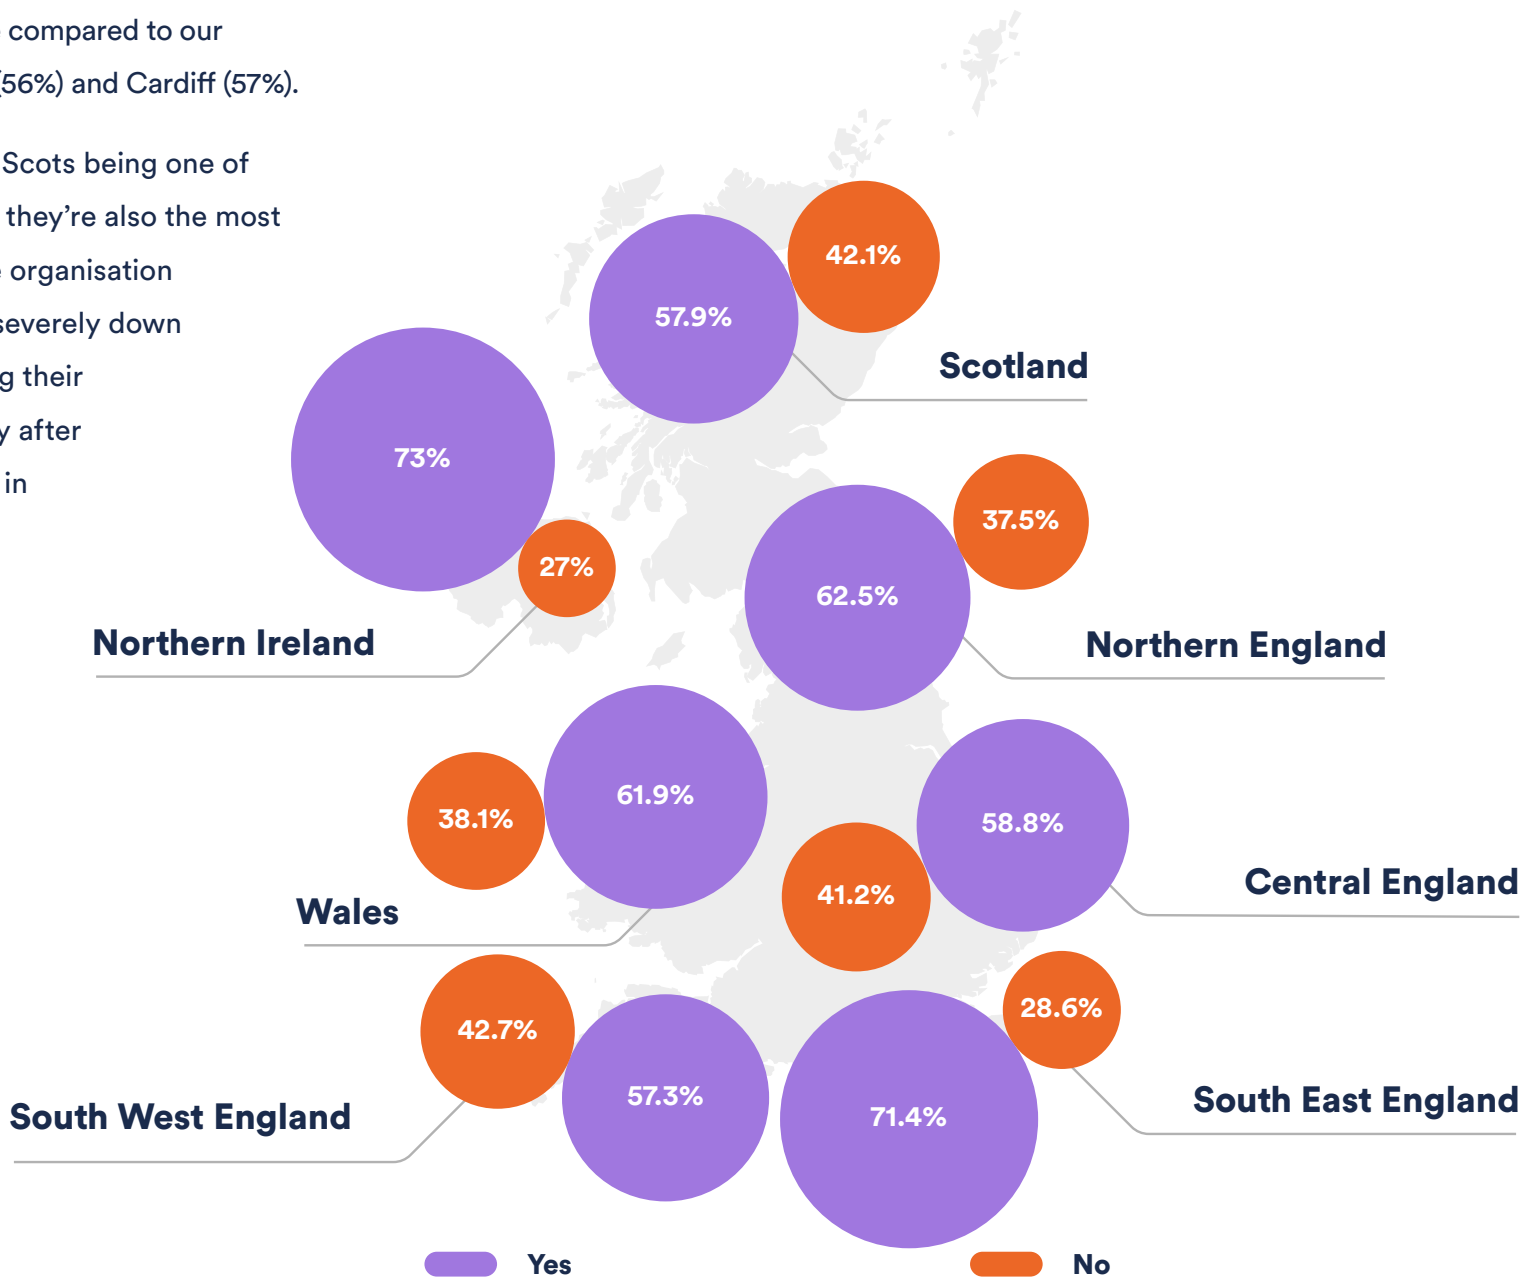 compared to our
(56%) and Cardiff (57%).
Scots being one of
they’re also the most
organisation
severely down
g their
y after
in
42.1%
57.9%
Scotland
73%
27%
Northern Ireland
37.5%
62.5%
Northern England
61.9%
38.1%
Wales
58.8%
41.2%
Central England
42.7%
57.3%
South West England
28.6%
71.4%
South East England
Yes
No